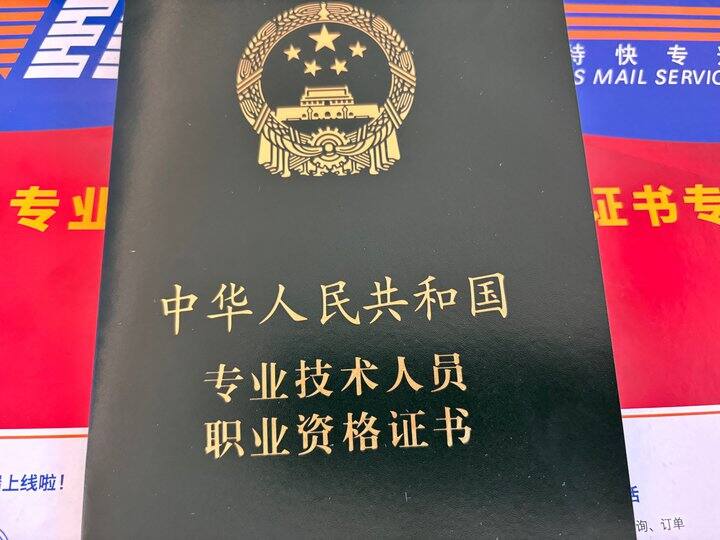 特快专
S MAIL SERVIC
专业
证书专
中华人民共和国
专业技术人员
职业资格证书
上线啦!
询、订单